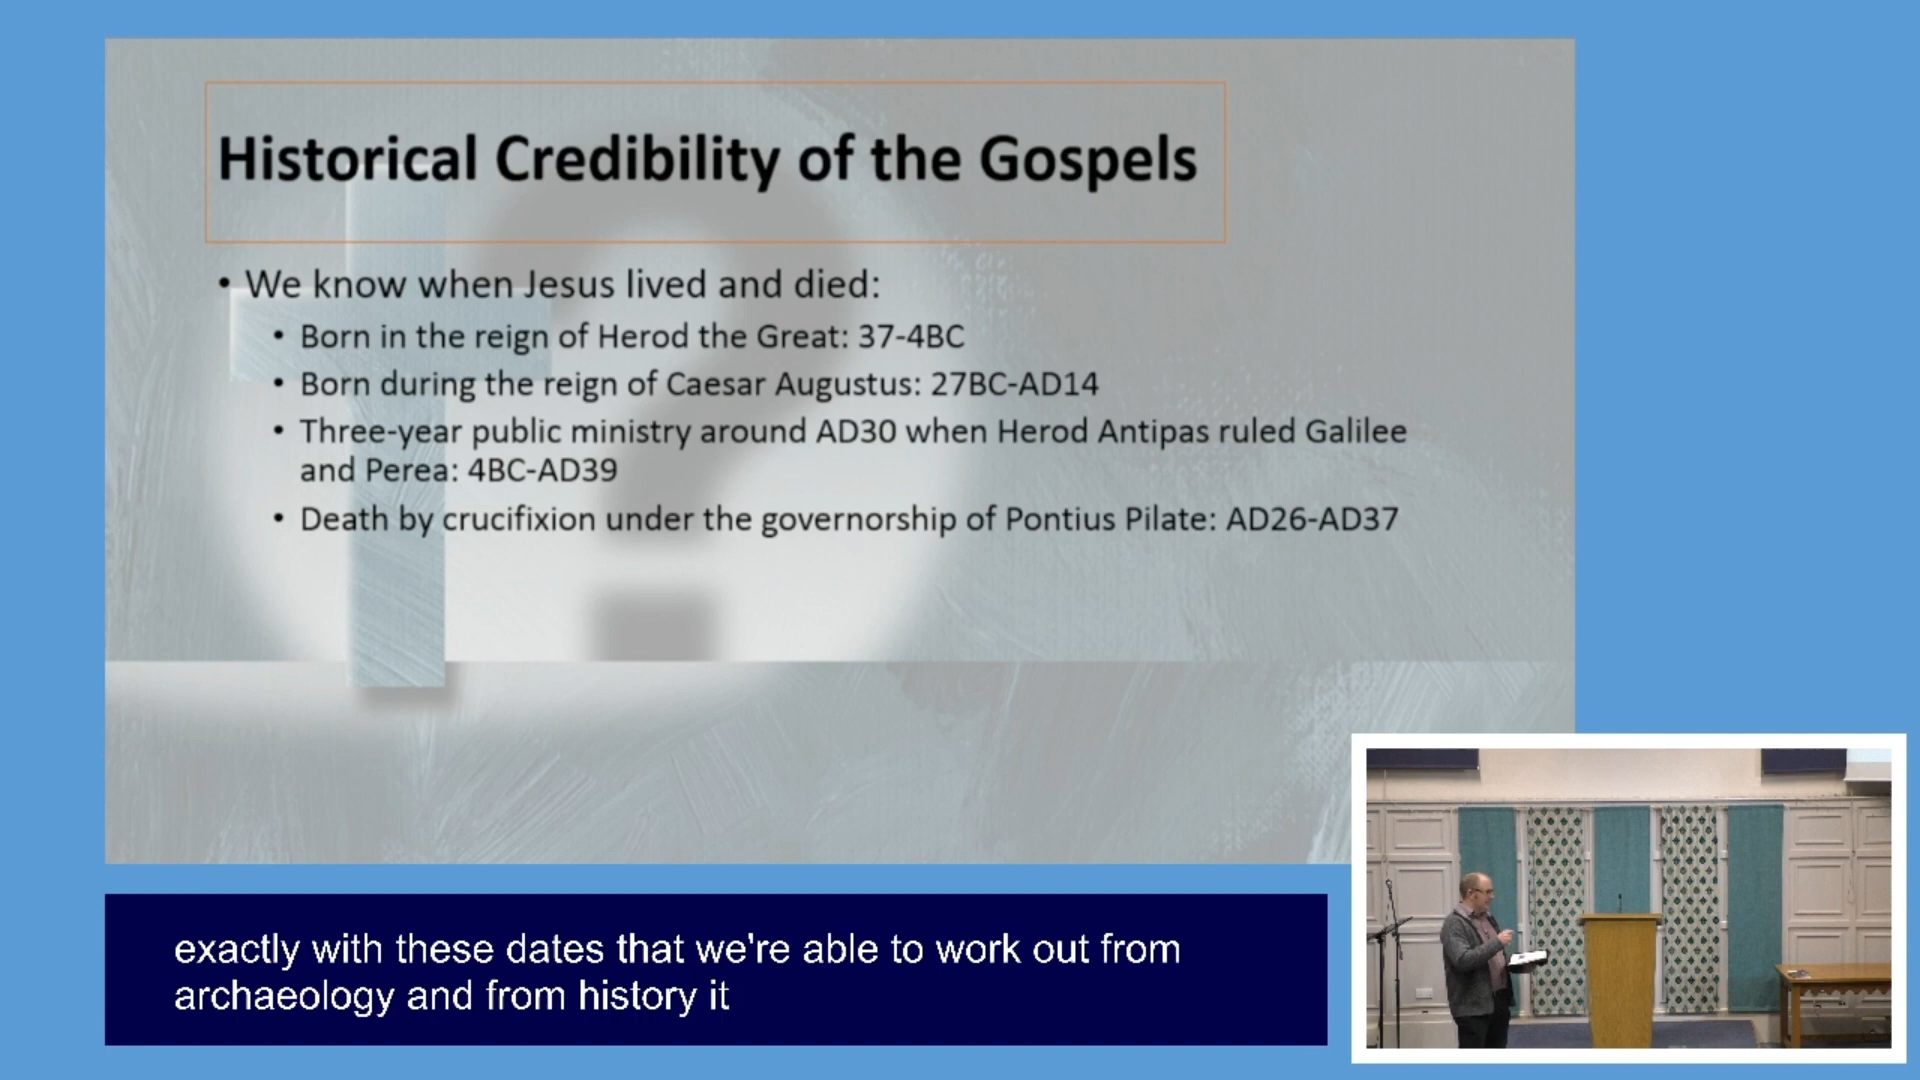 Historical Credibility of the Gospels
• We know when Jesus lived and died:
• Born in the reign of Herod the Great: 37-4BC
• Born during the reign of Caesar Augustus: 27BC-AD14
• Three-year public ministry around AD30 when Herod Antipas ruled Galilee
and Perea: 4BC-AD39
• Death by crucifixion under the governorship of Pontius Pilate: AD26-AD37
exactly with these dates that we're able to work out from
archaeology and from history it